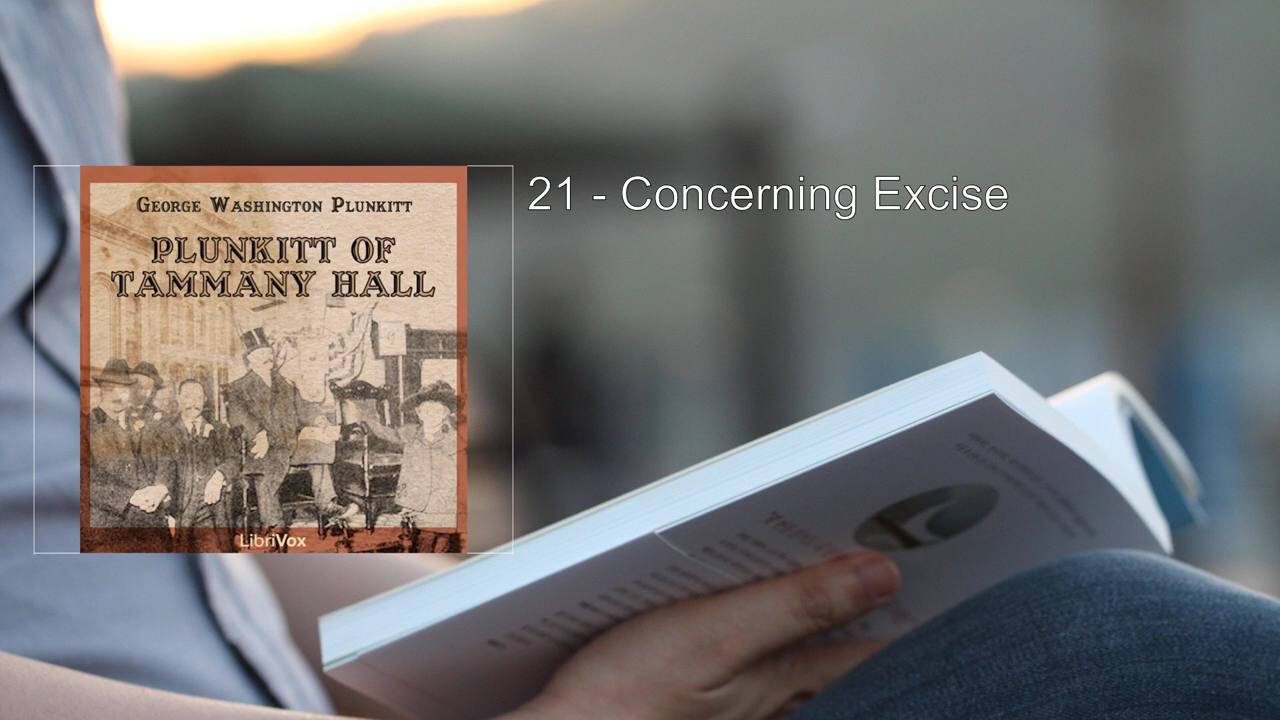 George Washington Plunkitt
Plunkitt of
Tammany Hall
LibriVox
21 - Concerning Excise